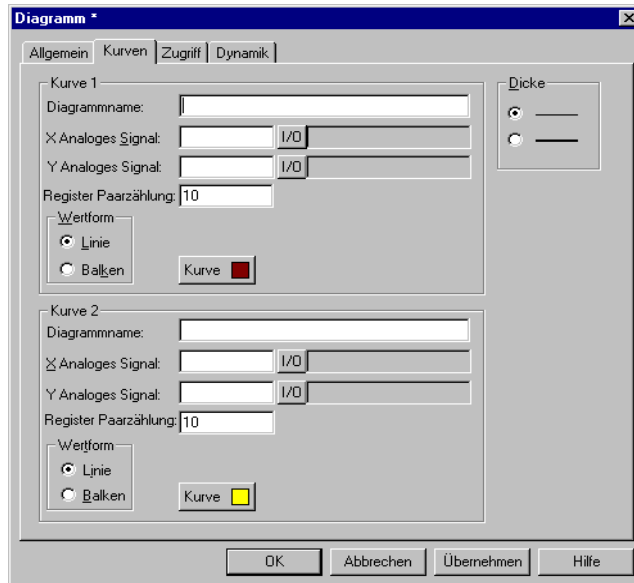 Diagramm *
Allgemein Kurven Zugriff Dynamik
Kurve 1
Diagrammname:
X Analoges Signal: I/O
Y Analoges Signal: I/O
Register Paarzählung: 10
Wertform
Linie
Balken
Kurve
Dicke
Kurve 2
Diagrammname:
X Analoges Signal: I/O
Y Analoges Signal: I/O
Register Paarzählung: 10
Wertform
Linie
Balken
Kurve
OK Abbrechen Übernehmen Hilfe